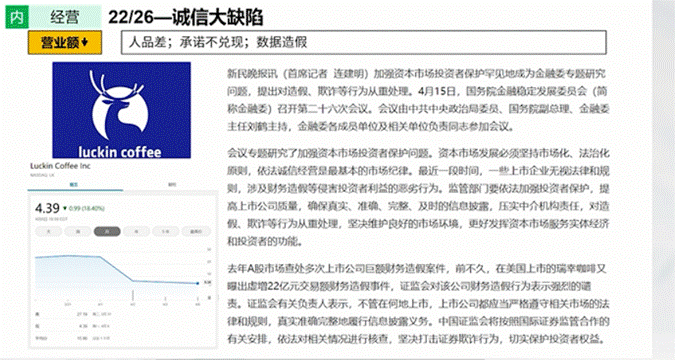 内 经营 22/26—诚信大缺陷
营业额
人品差；承诺不兑现；数据造假
luckin coffee
Luckin Coffee Inc
4.39 ▼0.99 (18.40%)
新民晚报讯（首席记者 连建明）加强资本市场投资者保护罕见地成为金融委专题研究
问题，提出对造假、欺诈等行为从重处理。4月15日，国务院金融稳定发展委员会（简
称金融委）召开第二十六次会议。会议由中共中央政治局委员、国务院副总理、金融委
主任刘鹤主持，金融委各成员单位及相关单位负责同志参加会议。
会议专题研究了加强资本市场投资者保护问题。资本市场发展必须坚持市场化、法治化
原则，依法诚信经营是最基本的市场纪律。最近一段时间，一些上市企业无视法律和规
则，涉及财务造假等侵害投资者利益的恶劣行为。监管部门要依法加强投资者保护，提
高上市公司质量，确保真实、准确、完整、及时的信息披露，压实中介机构责任，对造
假、欺诈等行为从重处理，坚决维护良好的市场环境，更好发挥资本市场服务实体经济
和投资者的功能。
去年A股市场查处多次上市公司巨额财务造假案件，前不久，在美国上市的瑞幸咖啡又
曝出虚增22亿元交易额财务造假事件，证监会对该公司财务造假行为表示强烈的谴
责。证监会有关负责人表示，不管在何地上市，上市公司都应当严格遵守相关市场的法
律和规则，真实准确完整地履行信息披露义务。中国证监会将按照国际证券监管合作的
有关安排，依法对相关情况进行核查，坚决打击证券欺诈行为，切实保护投资者权益。